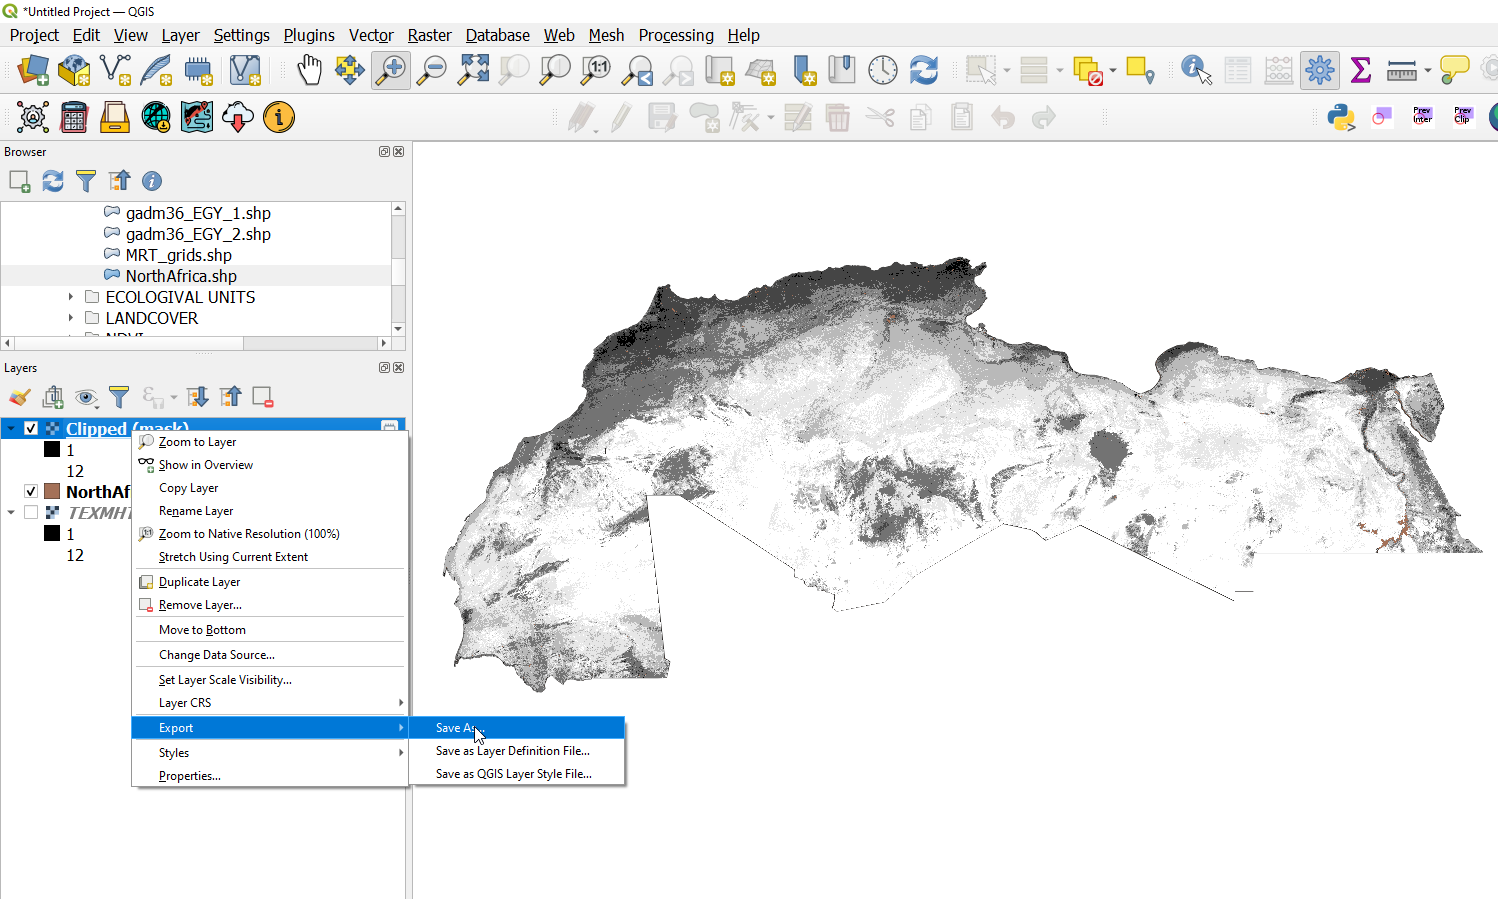 *Untitled Project — QGIS
Project Edit View Layer Settings Plugins Vector Raster Database Web Mesh Processing Help
1:1
Prev Inter
Prev Clip
Browser
gadm36_EGY_1.shp
gadm36_EGY_2.shp
MRT_grids.shp
NorthAfrica.shp
ECOLOGIVAL UNITS
LANDCOVER
NDVI
Layers
Clipped (mask)
1
12
NorthAf
TEXMHT
1
12
Zoom to Layer
Show in Overview
Copy Layer
Rename Layer
Zoom to Native Resolution (100%)
Stretch Using Current Extent
Duplicate Layer
Remove Layer...
Move to Bottom
Change Data Source...
Set Layer Scale Visibility...
Layer CRS
Export
Styles
Properties...
Save As...
Save as Layer Definition File...
Save as QGIS Layer Style File...